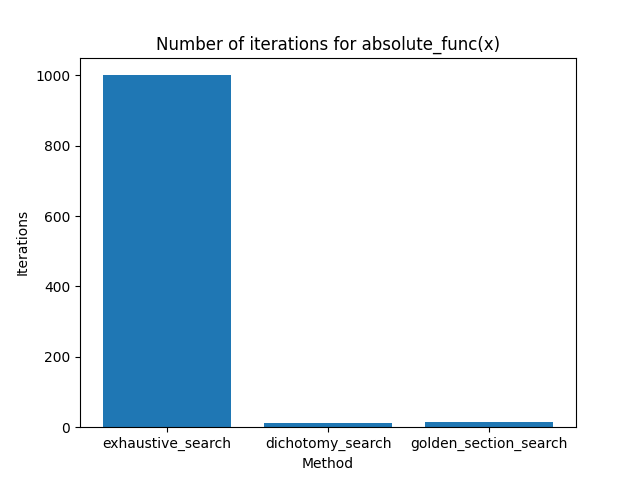 Number of iterations for absolute_func(x)
1000
800
600
400
200
0
Iterations
exhaustive_search dichotomy_search golden_section_search
Method